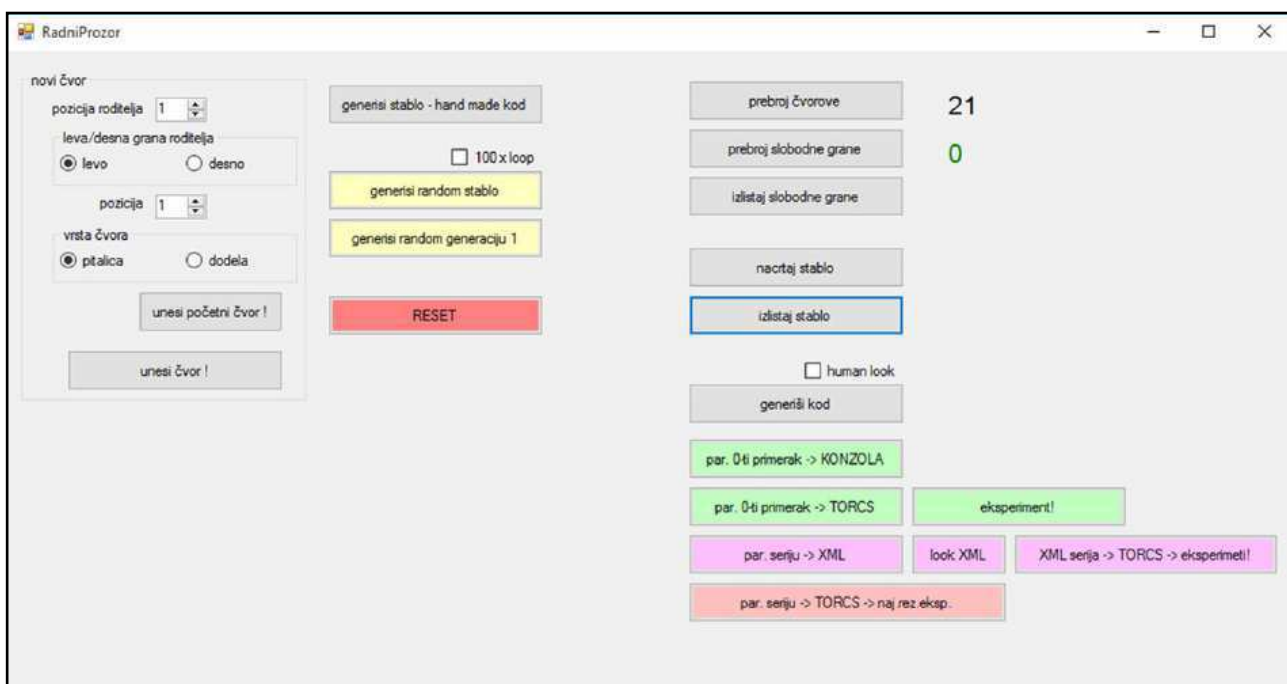 RadniProzor
novi čvor
pozicija roditelja 1
leva/desna grana roditelja
levo desno
pozicija 1
vrsta čvora
pitalica dodela
unesi početni čvor !
unesi čvor !
generisi stablo - hand made kod
100 x loop
generisi random stablo
generisi random generaciju 1
RESET
prebroj čvorove 21
prebroj slobodne grane 0
izlistaj slobodne grane
nacrtaj stablo
izlistaj stablo
human look
generiši kod
par. 0-ti primerak -> KONZOLA
par. 0-ti primerak -> TORCS eksperiment!
par. seriju -> XML look XML XML serija -> TORCS -> eksperimeti!
par. seriju -> TORCS -> naj rez.eksp.